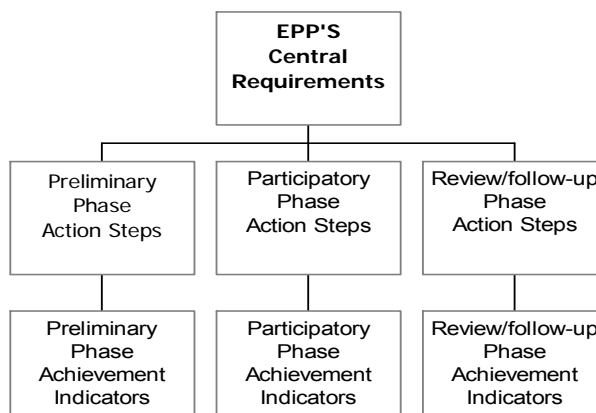 EPP'S
Central
Requirements
Preliminary
Phase
Action Steps
Participatory
Phase
Action Steps
Review/follow-up
Phase
Action Steps
Preliminary
Phase
Achievement
Indicators
Participatory
Phase
Achievement
Indicators
Review/follow-up
Phase
Achievement
Indicators